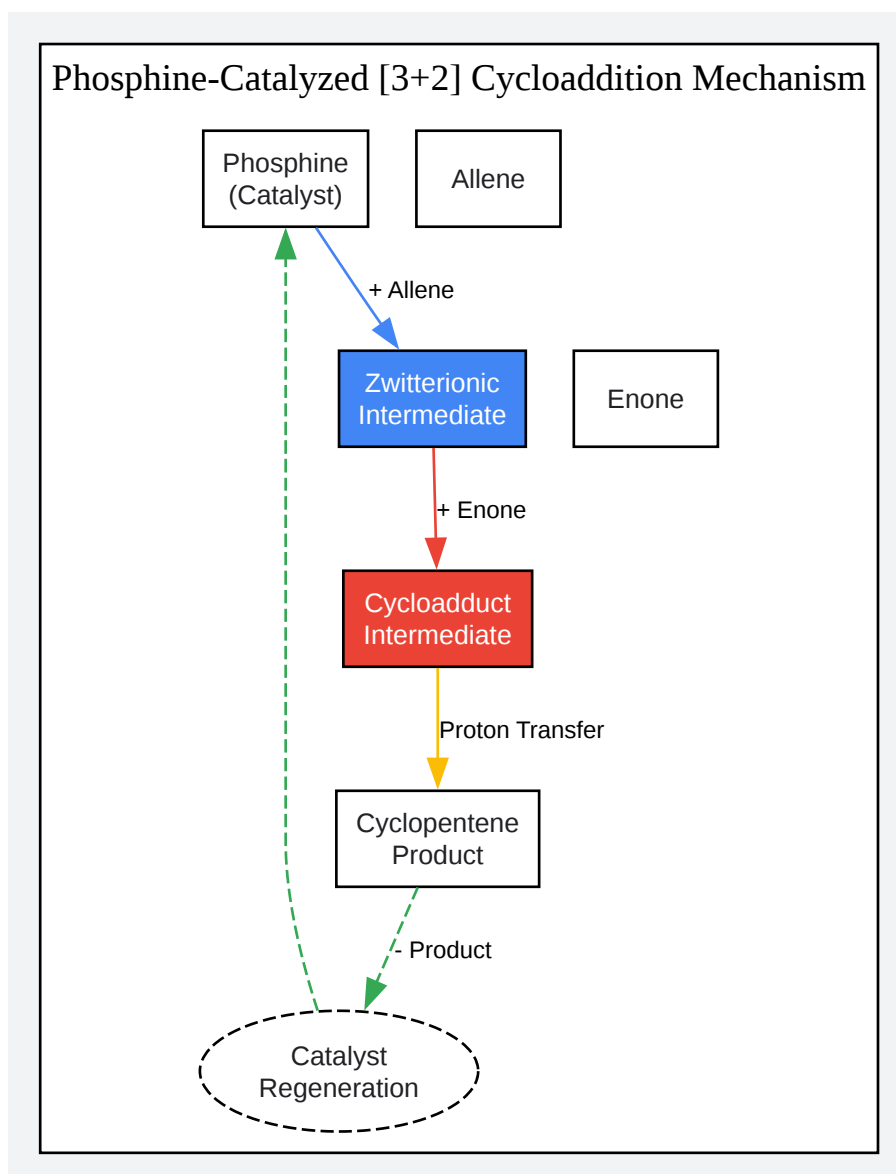 Phosphine-Catalyzed [3+2] Cycloaddition Mechanism
Phosphine
(Catalyst)
Allene
+ Allene
Zwitterionic
Intermediate
Enone
+ Enone
Cycloadduct
Intermediate
Proton Transfer
Cyclopentene
Product
- Product
Catalyst
Regeneration